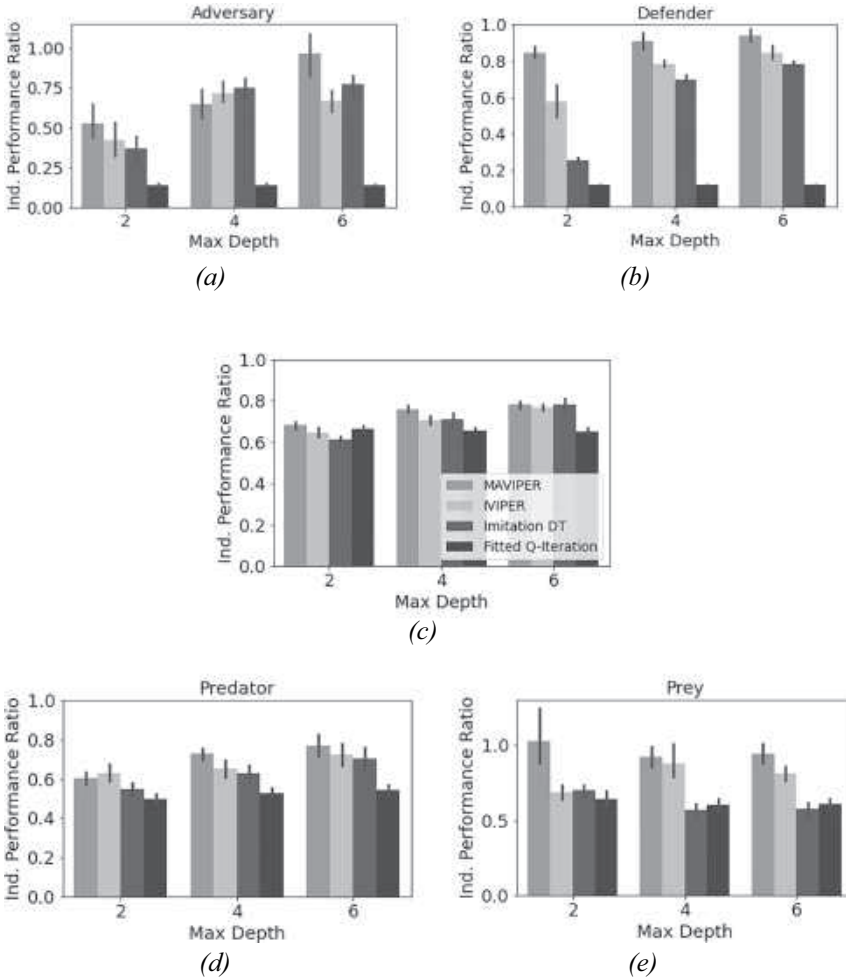 Adversary
Ind. Performance Ratio
1.00
0.75
0.50
0.25
0.00
2 4 6
Max Depth
(a)
Defender
Ind. Performance Ratio
1.0
0.8
0.6
0.4
0.2
0.0
2 4 6
Max Depth
(b)
Ind. Performance Ratio
1.0
0.8
0.6
0.4
0.2
0.0
MAVIPER
IVIPER
Imitation DT
Fitted Q-Iteration
2 4 6
Max Depth
(c)
Predator
Ind. Performance Ratio
1.0
0.8
0.6
0.4
0.2
0.0
2 4 6
Max Depth
(d)
Prey
Ind. Performance Ratio
1.0
0.5
0.0
2 4 6
Max Depth
(e)